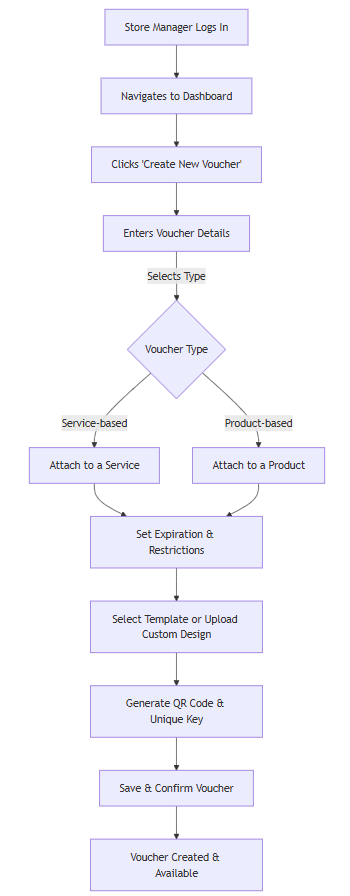 Store Manager Logs In
Navigates to Dashboard
Clicks 'Create New Voucher'
Enters Voucher Details
Selects Type
Voucher Type
Service-based
Product-based
Attach to a Service
Attach to a Product
Set Expiration &
Restrictions
Select Template or Upload
Custom Design
Generate QR Code &
Unique Key
Save & Confirm Voucher
Voucher Created &
Available